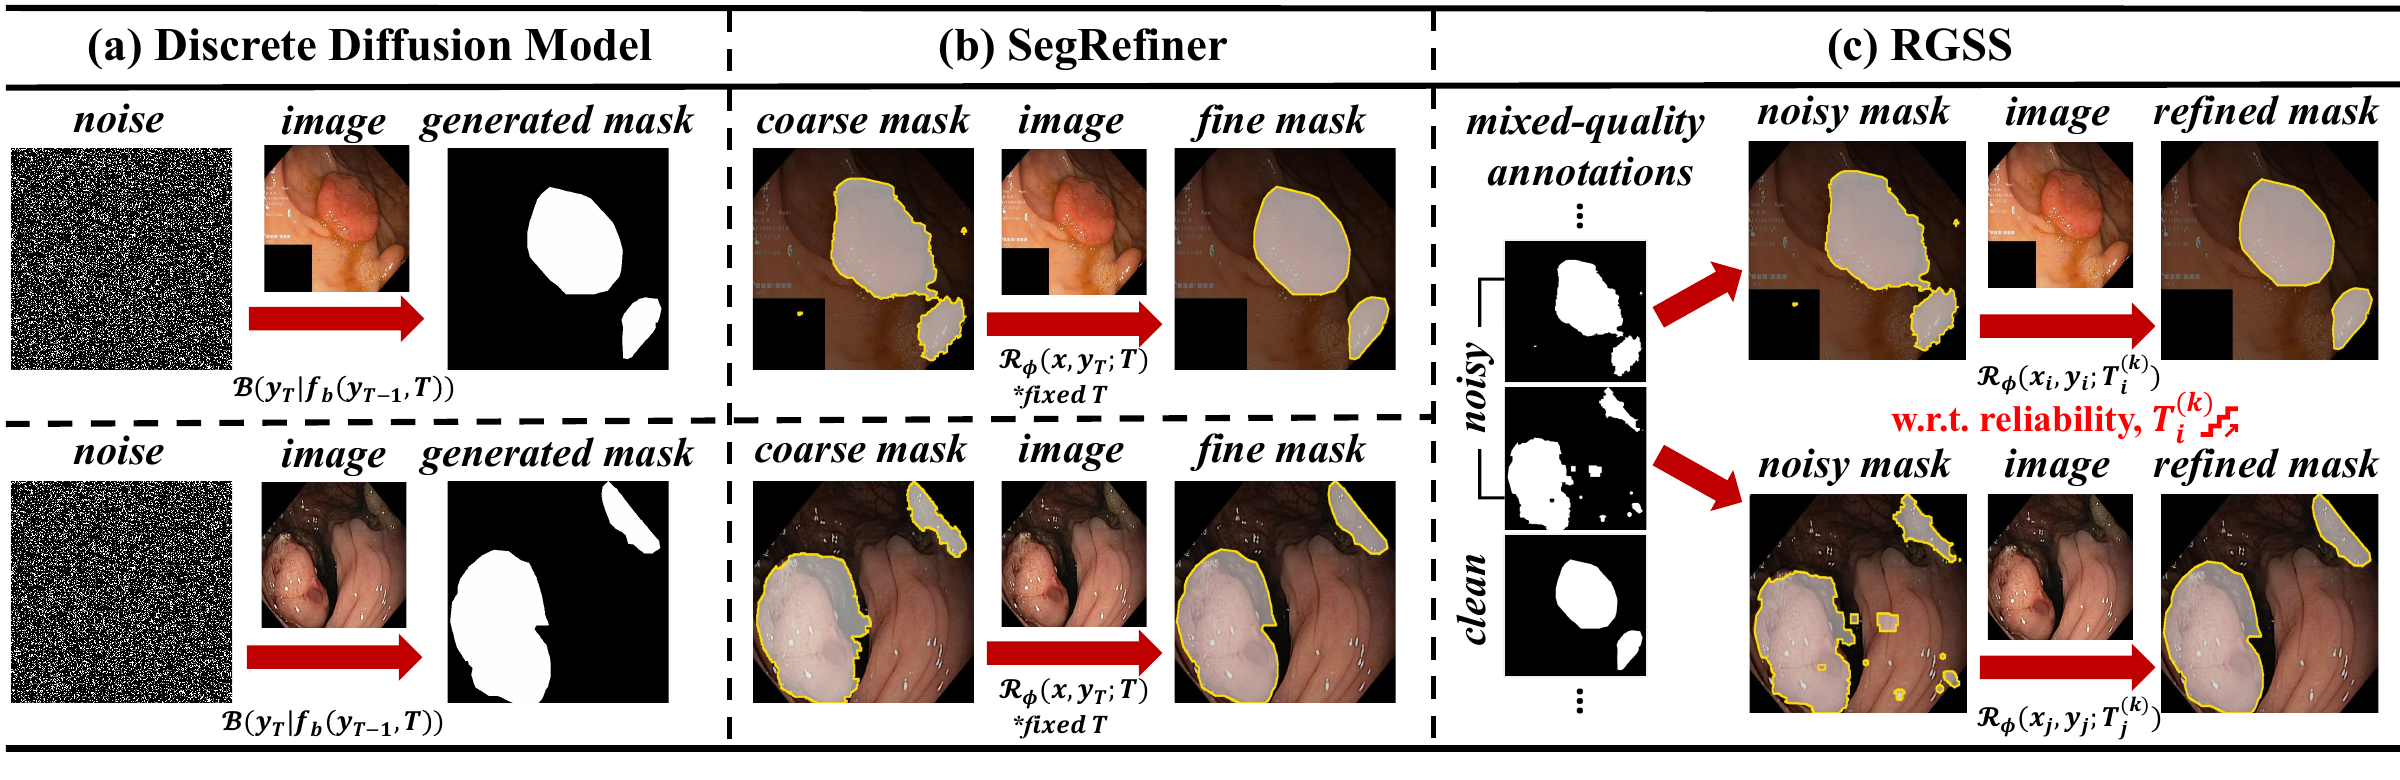 (a) Discrete Diffusion Model
(b) SegRefiner
(c) RGSS
noise
image
generated mask
ℬ(y_T|f_b(y_{T−1}, T))
noise
image
generated mask
ℬ(y_T|f_b(y_{T−1}, T))
coarse mask
image
fine mask
ℛ_ϕ(x, y_T; T)
*fixed T
coarse mask
image
fine mask
ℛ_ϕ(x, y_T; T)
*fixed T
mixed-quality
annotations
noisy
clean
noisy mask
image
refined mask
ℛ_ϕ(x_i, y_i; T_i^{(k)})
w.r.t. reliability, T_i^{(k)}
noisy mask
image
refined mask
ℛ_ϕ(x_j, y_j; T_j^{(k)})